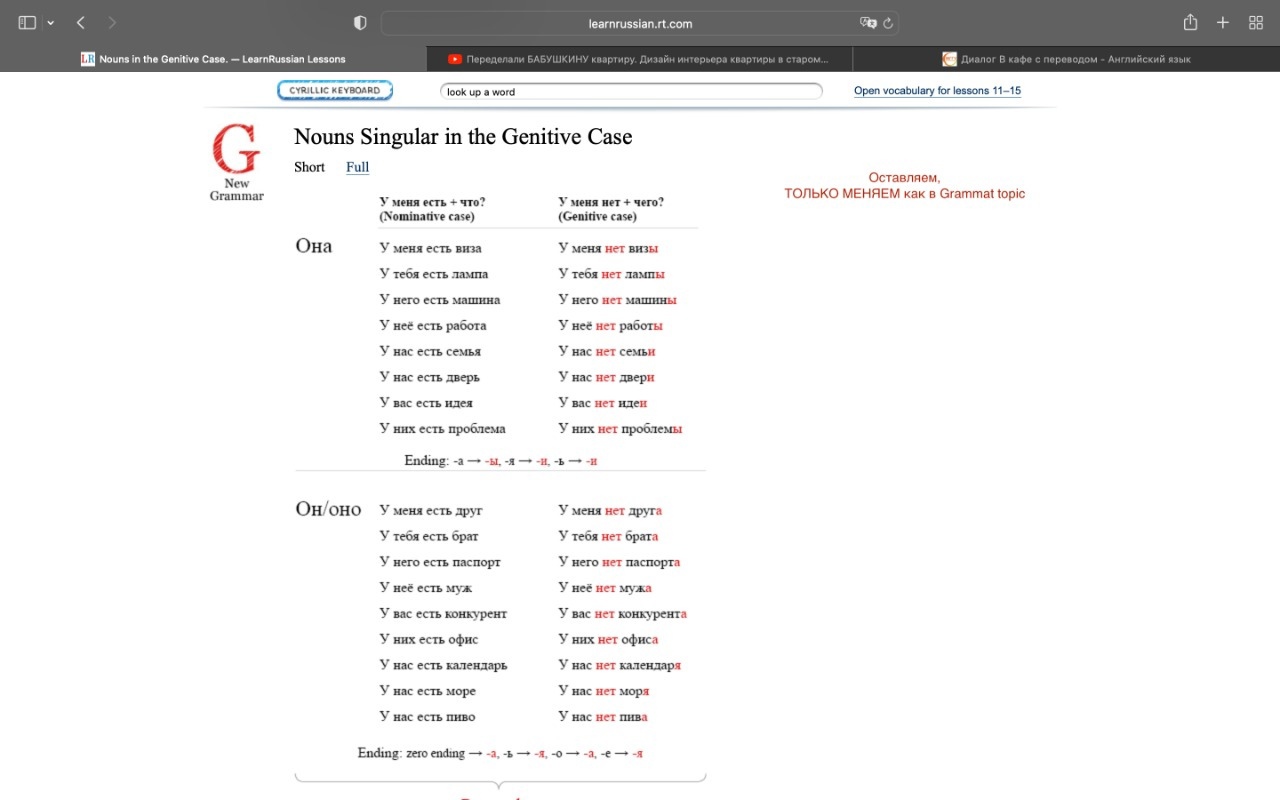 learnrussian.rt.com
LR Nouns in the Genitive Case. — LearnRussian Lessons
Переделали БАБУШКИНУ квартиру. Дизайн интерьера квартиры в старом...
Диалог В кафе с переводом - Английский язык
CYRILLIC KEYBOARD
look up a word
Open vocabulary for lessons 11–15
G
New
Grammar
Nouns Singular in the Genitive Case
Short Full
Оставляем,
ТОЛЬКО МЕНЯЕМ как в Grammat topic
У меня есть + что? У меня нет + чего?
(Nominative case) (Genitive case)
Она У меня есть виза У меня нет визы
У тебя есть лампа У тебя нет лампы
У него есть машина У него нет машины
У неё есть работа У неё нет работы
У нас есть семья У нас нет семьи
У нас есть дверь У нас нет двери
У вас есть идея У вас нет идеи
У них есть проблема У них нет проблемы
Ending: -а → -ы, -я → -и, -ь → -и
Он/оно У меня есть друг У меня нет друга
У тебя есть брат У тебя нет брата
У него есть паспорт У него нет паспорта
У неё есть муж У неё нет мужа
У вас есть конкурент У вас нет конкурента
У них есть офис У них нет офиса
У нас есть календарь У нас нет календаря
У нас есть море У нас нет моря
У нас есть пиво У нас нет пива
Ending: zero ending → -а, -ь → -я, -о → -а, -е → -я